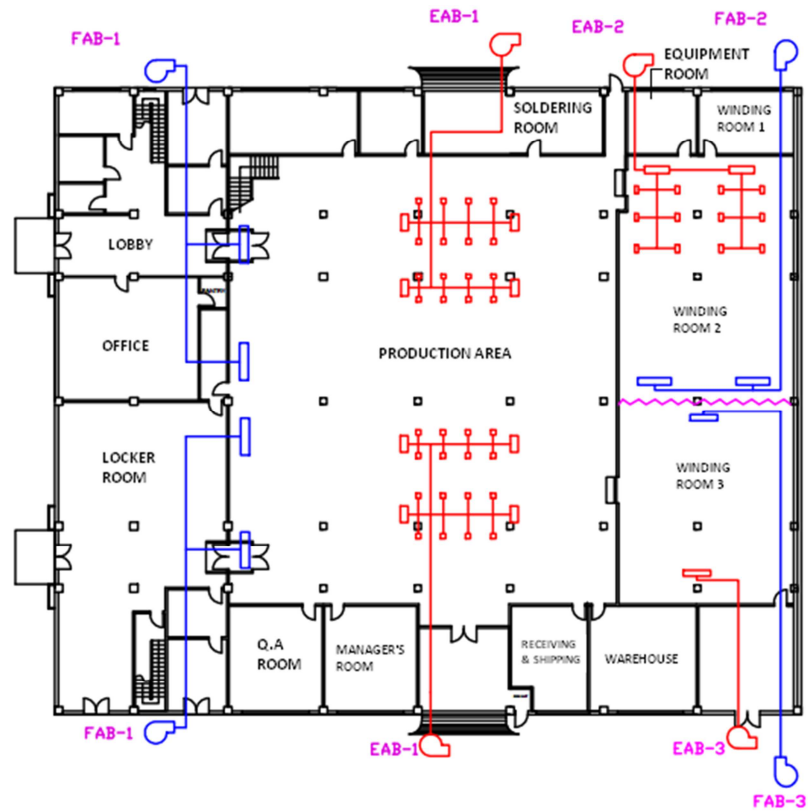 EAB-1
FAB-2
EAB-2
FAB-1
EQUIPMENT
ROOM
SOLDERING
ROOM
WINDING
ROOM 1
LOBBY
WINDING
ROOM 2
OFFICE
PRODUCTION AREA
LOCKER
ROOM
WINDING
ROOM 3
Q.A
ROOM
MANAGER'S
ROOM
RECEIVING
& SHIPPING
WAREHOUSE
FAB-1
EAB-1
EAB-3
FAB-3